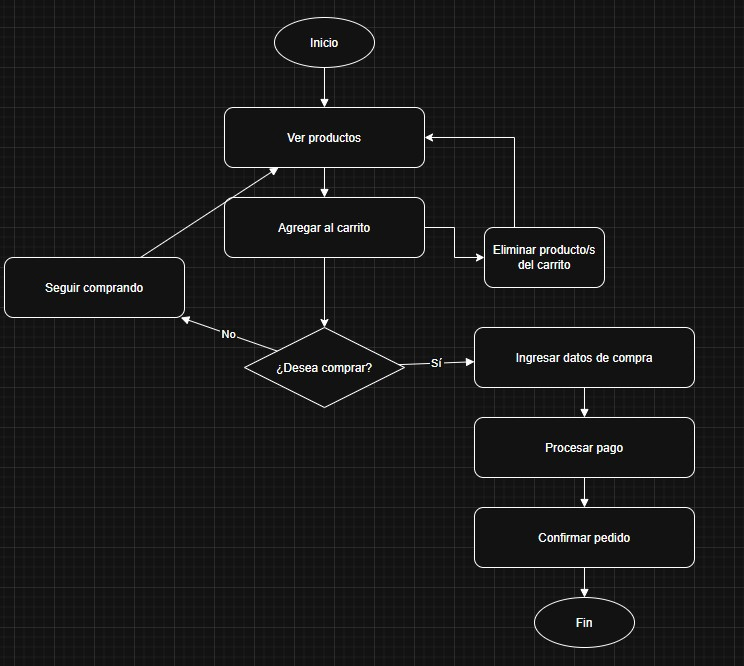 Inicio
Ver productos
Agregar al carrito
Eliminar producto/s
del carrito
Seguir comprando
No
¿Desea comprar?
Sí
Ingresar datos de compra
Procesar pago
Confirmar pedido
Fin